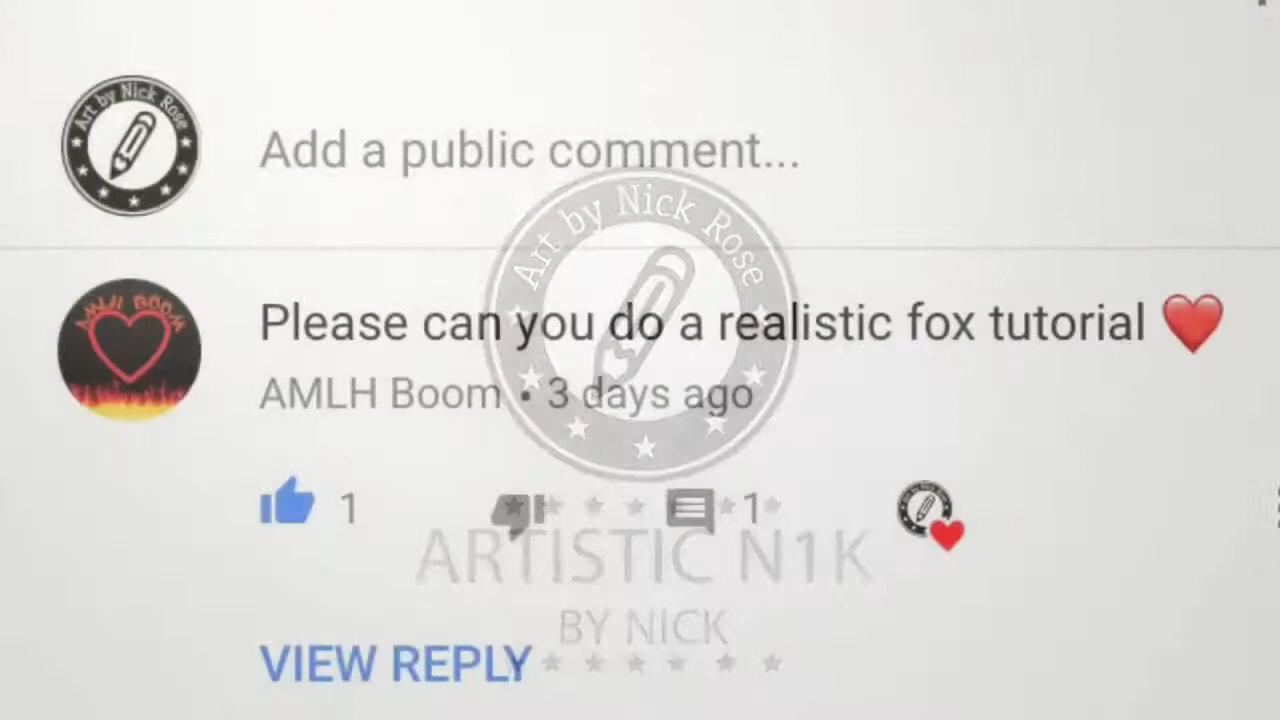 Art by Nick Rose
Add a public comment...
Art by Nick Rose
AMLH BOOM
Please can you do a realistic fox tutorial ❤️
AMLH Boom • 3 days ago
1
1
ARTISTIC N1K
BY NICK
VIEW REPLY